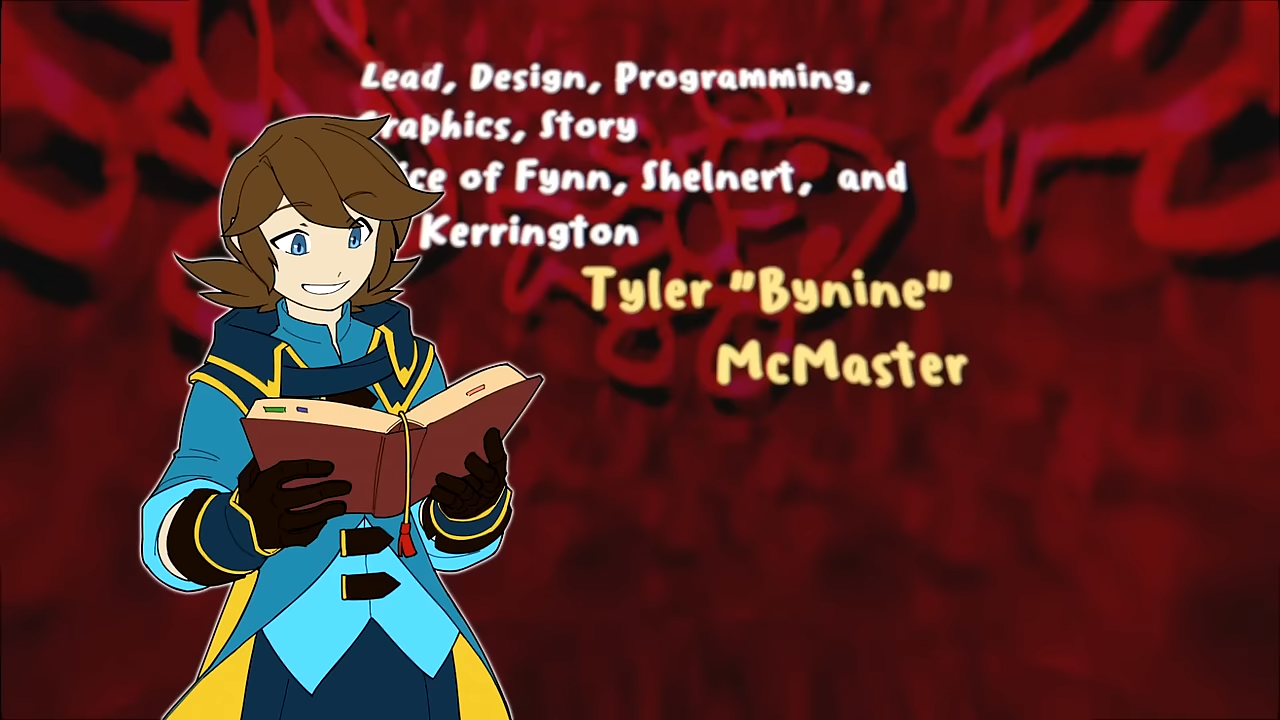 Lead, Design, Programming,
raphics, Story
ice of Fynn, Shelnert, and
Kerrington
Tyler "Bynine"
McMaster